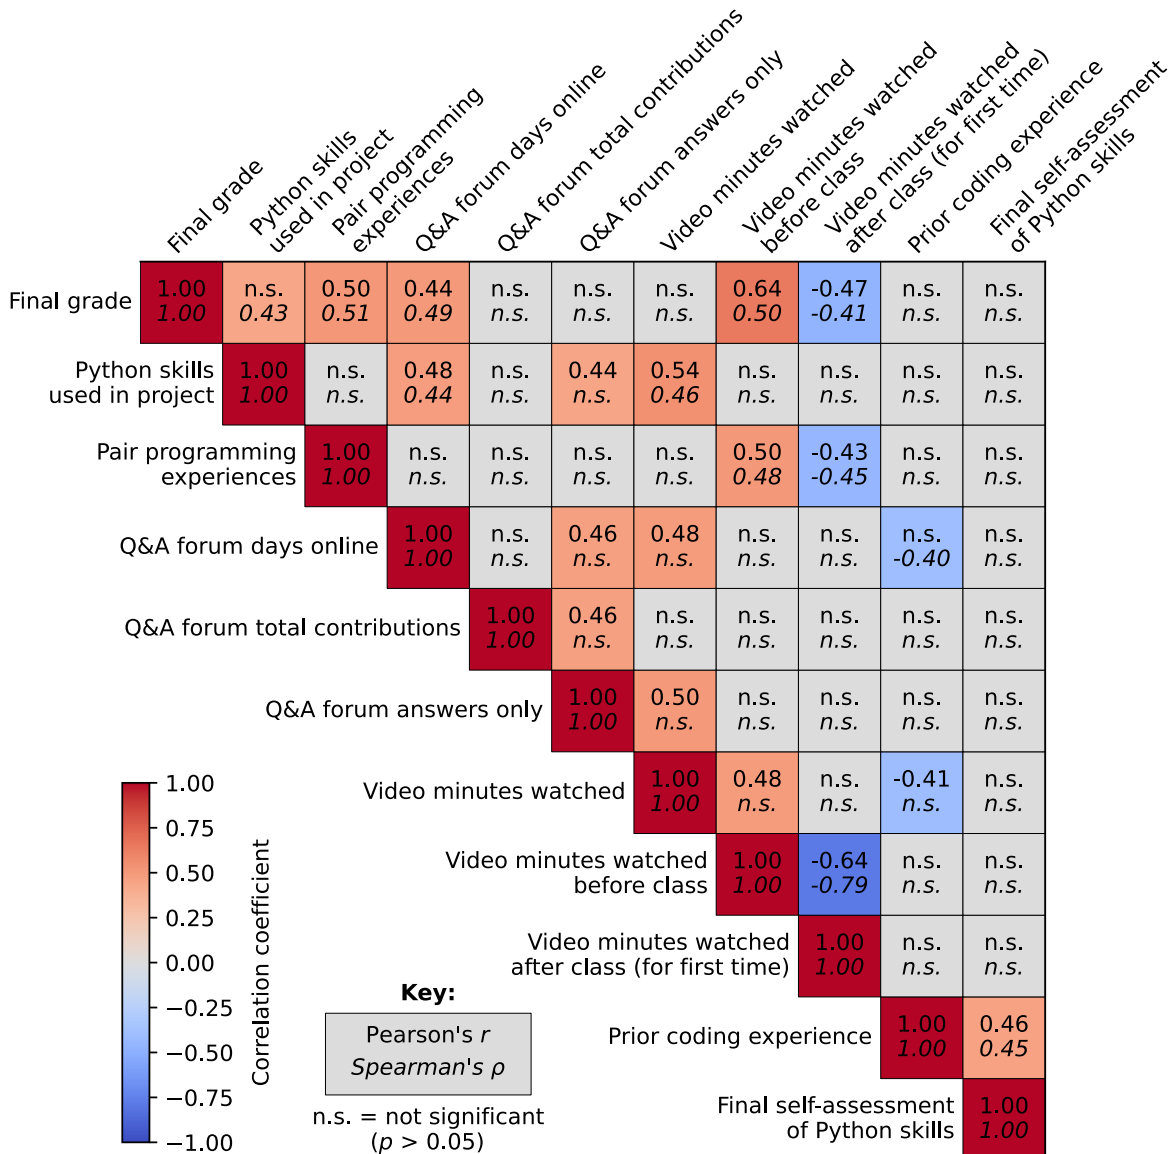 Final grade
Python skills
used in project
Pair programming
experiences
Q&A forum days online
Q&A forum total contributions
Q&A forum answers only
Video minutes watched
Video minutes watched
before class
Video minutes watched
after class (for first time)
Prior coding experience
Final self-assessment
of Python skills
Final grade
1.00 n.s. 0.50 0.44 n.s. n.s. n.s. 0.64 -0.47 n.s. n.s.
1.00 0.43 0.51 0.49 n.s. n.s. n.s. 0.50 -0.41 n.s. n.s.
Python skills
used in project
1.00 n.s. 0.48 n.s. 0.44 0.54 n.s. n.s. n.s. n.s.
1.00 n.s. 0.44 n.s. n.s. 0.46 n.s. n.s. n.s. n.s.
Pair programming
experiences
1.00 n.s. n.s. n.s. n.s. 0.50 -0.43 n.s. n.s.
1.00 n.s. n.s. n.s. n.s. 0.48 -0.45 n.s. n.s.
Q&A forum days online
1.00 n.s. 0.46 0.48 n.s. n.s. n.s. n.s.
1.00 n.s. n.s. n.s. n.s. n.s. -0.40 n.s.
Q&A forum total contributions
1.00 0.46 n.s. n.s. n.s. n.s. n.s.
1.00 n.s. n.s. n.s. n.s. n.s. n.s.
Q&A forum answers only
1.00 0.50 n.s. n.s. n.s. n.s.
1.00 n.s. n.s. n.s. n.s. n.s.
Video minutes watched
1.00 0.48 n.s. -0.41 n.s.
1.00 n.s. n.s. n.s. n.s.
Video minutes watched
before class
1.00 -0.64 n.s. n.s.
1.00 -0.79 n.s. n.s.
Video minutes watched
after class (for first time)
1.00 n.s. n.s.
1.00 n.s. n.s.
Prior coding experience
1.00 0.46
1.00 0.45
Final self-assessment
of Python skills
1.00
1.00
1.00
0.75
0.50
0.25
0.00
−0.25
−0.50
−0.75
−1.00
Correlation coefficient
Key:
Pearson's r
Spearman's ρ
n.s. = not significant
(p > 0.05)